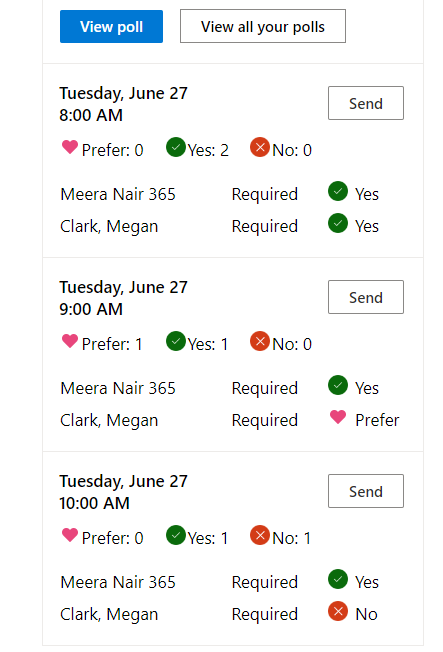 View poll View all your polls
Tuesday, June 27
8:00 AM
Send
Prefer: 0 Yes: 2 No: 0
Meera Nair 365 Required Yes
Clark, Megan Required Yes
Tuesday, June 27
9:00 AM
Send
Prefer: 1 Yes: 1 No: 0
Meera Nair 365 Required Yes
Clark, Megan Required Prefer
Tuesday, June 27
10:00 AM
Send
Prefer: 0 Yes: 1 No: 1
Meera Nair 365 Required Yes
Clark, Megan Required No